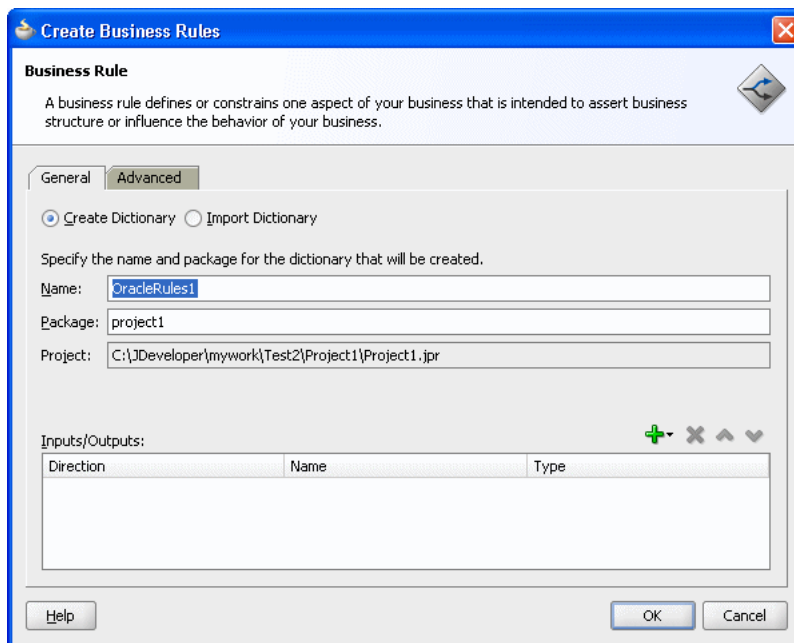 Create Business Rules
Business Rule
A business rule defines or constrains one aspect of your business that is intended to assert business
structure or influence the behavior of your business.
General Advanced
Create Dictionary Import Dictionary
Specify the name and package for the dictionary that will be created.
Name: OracleRules1
Package: project1
Project: C:\JDeveloper\mywork\Test2\Project1\Project1.jpr
Inputs/Outputs:
Direction Name Type
Help OK Cancel